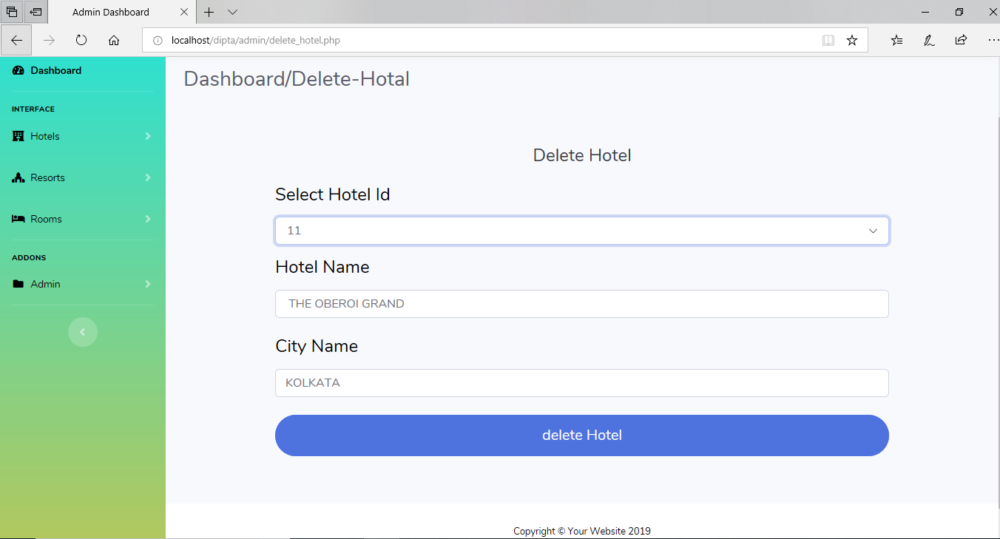 Admin Dashboard
localhost/dipta/admin/delete_hotel.php
Dashboard
INTERFACE
Hotels
Resorts
Rooms
ADDONS
Admin
Dashboard/Delete-Hotal
Delete Hotel
Select Hotel Id
11
Hotel Name
THE OBEROI GRAND
City Name
KOLKATA
delete Hotel
Copyright © Your Website 2019